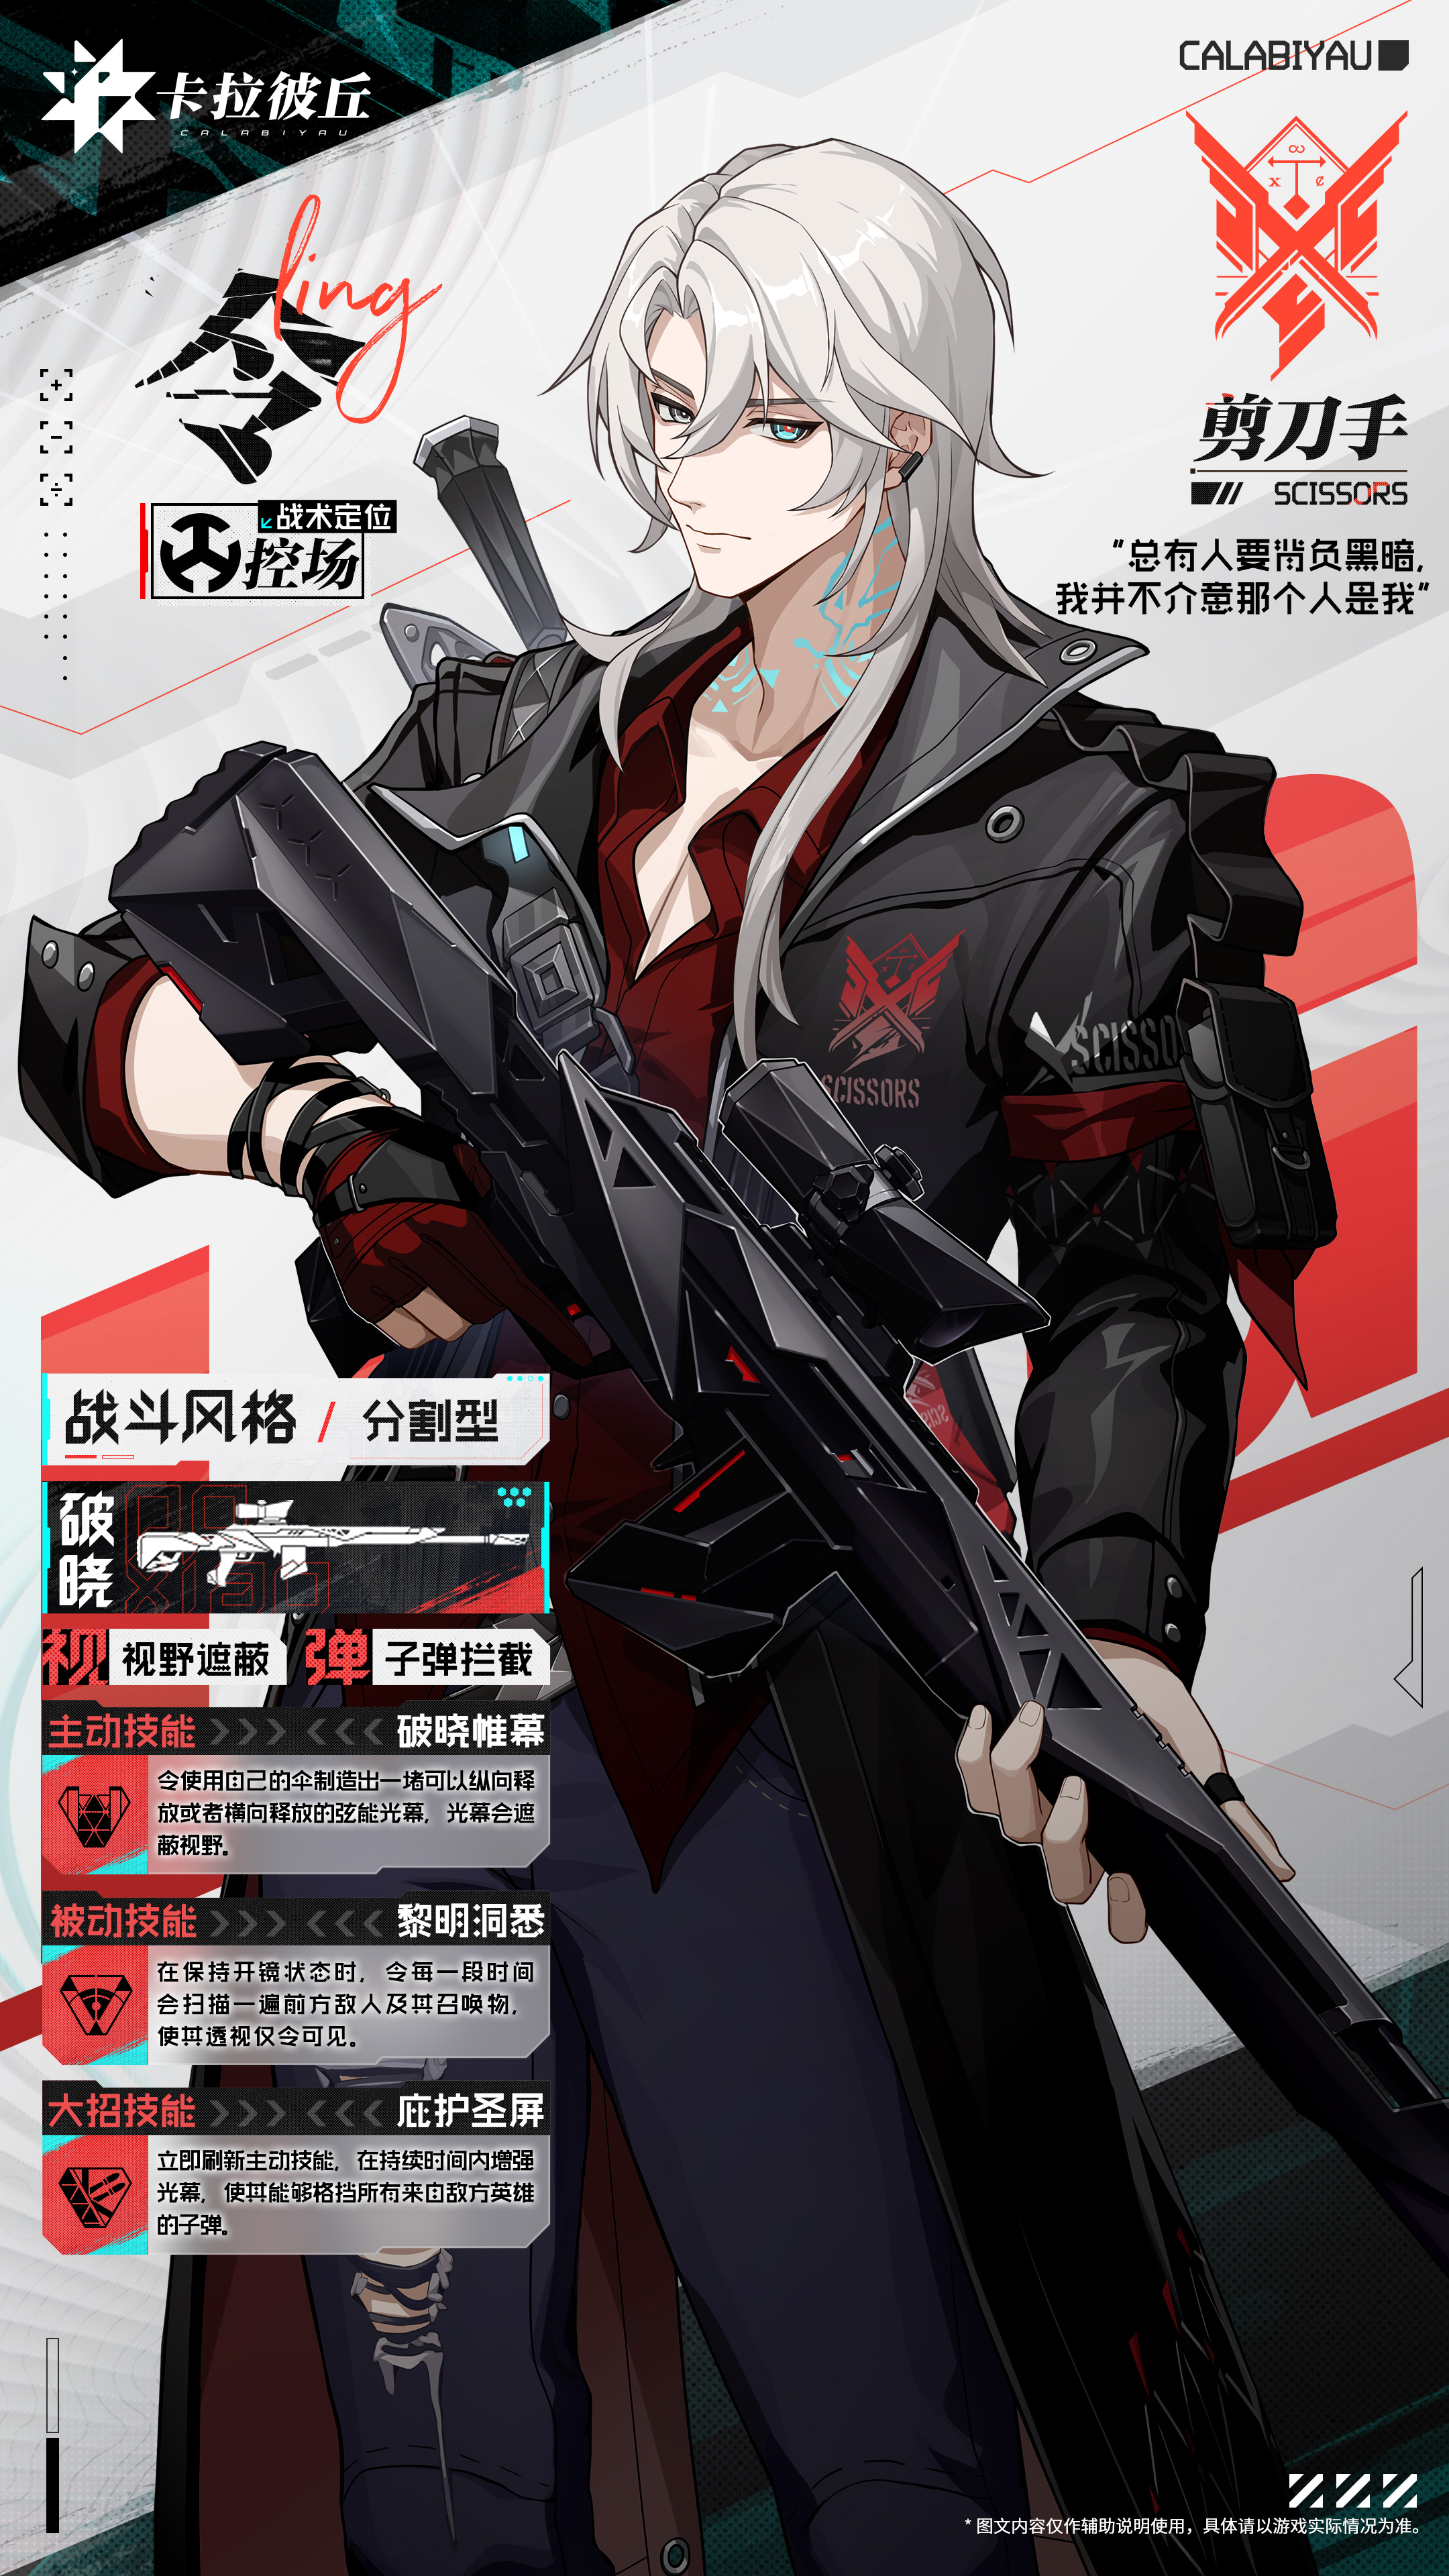 卡拉彼丘
CALABIYAU
CALABIYAU
令
ling
战术定位
控场
剪刀手
SCISSORS
“总有人要背负黑暗，
我并不介意那个人是我”
SCISSORS
SCISSO
战斗风格 / 分割型
破晓
视 视野遮蔽 弹 子弹拦截
主动技能 破晓帷幕
令使用自己的伞制造出一堵可以纵向释
放或者横向释放的弦能光幕，光幕会遮
蔽视野。
被动技能 黎明洞悉
在保持开镜状态时，令每一段时间
会扫描一遍前方敌人及其召唤物，
使其透视仅令可见。
大招技能 庇护圣屏
立即刷新主动技能，在持续时间内增强
光幕，使其能够格挡所有来自敌方英雄
的子弹。
* 图文内容仅作辅助说明使用，具体请以游戏实际情况为准。